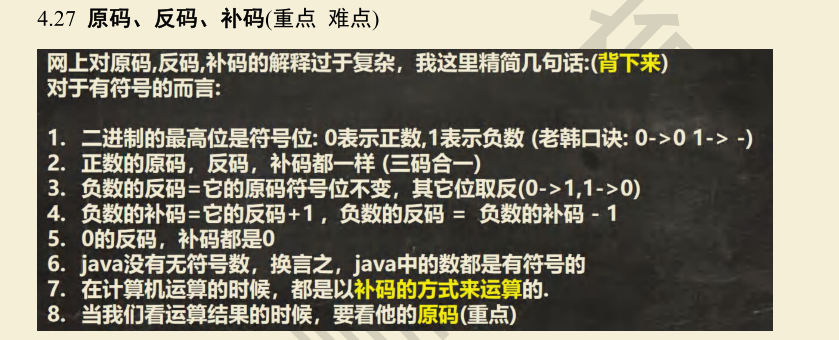 4.27 原码、反码、补码(重点 难点)
网上对原码,反码,补码的解释过于复杂，我这里精简几句话:(背下来)
对于有符号的而言:
1. 二进制的最高位是符号位: 0表示正数,1表示负数 (老韩口诀: 0->0 1-> -)
2. 正数的原码，反码，补码都一样 (三码合一)
3. 负数的反码=它的原码符号位不变，其它位取反(0->1,1->0)
4. 负数的补码=它的反码+1，负数的反码 = 负数的补码 - 1
5. 0的反码，补码都是0
6. java没有无符号数，换言之，java中的数都是有符号的
7. 在计算机运算的时候，都是以补码的方式来运算的.
8. 当我们看运算结果的时候，要看他的原码(重点)